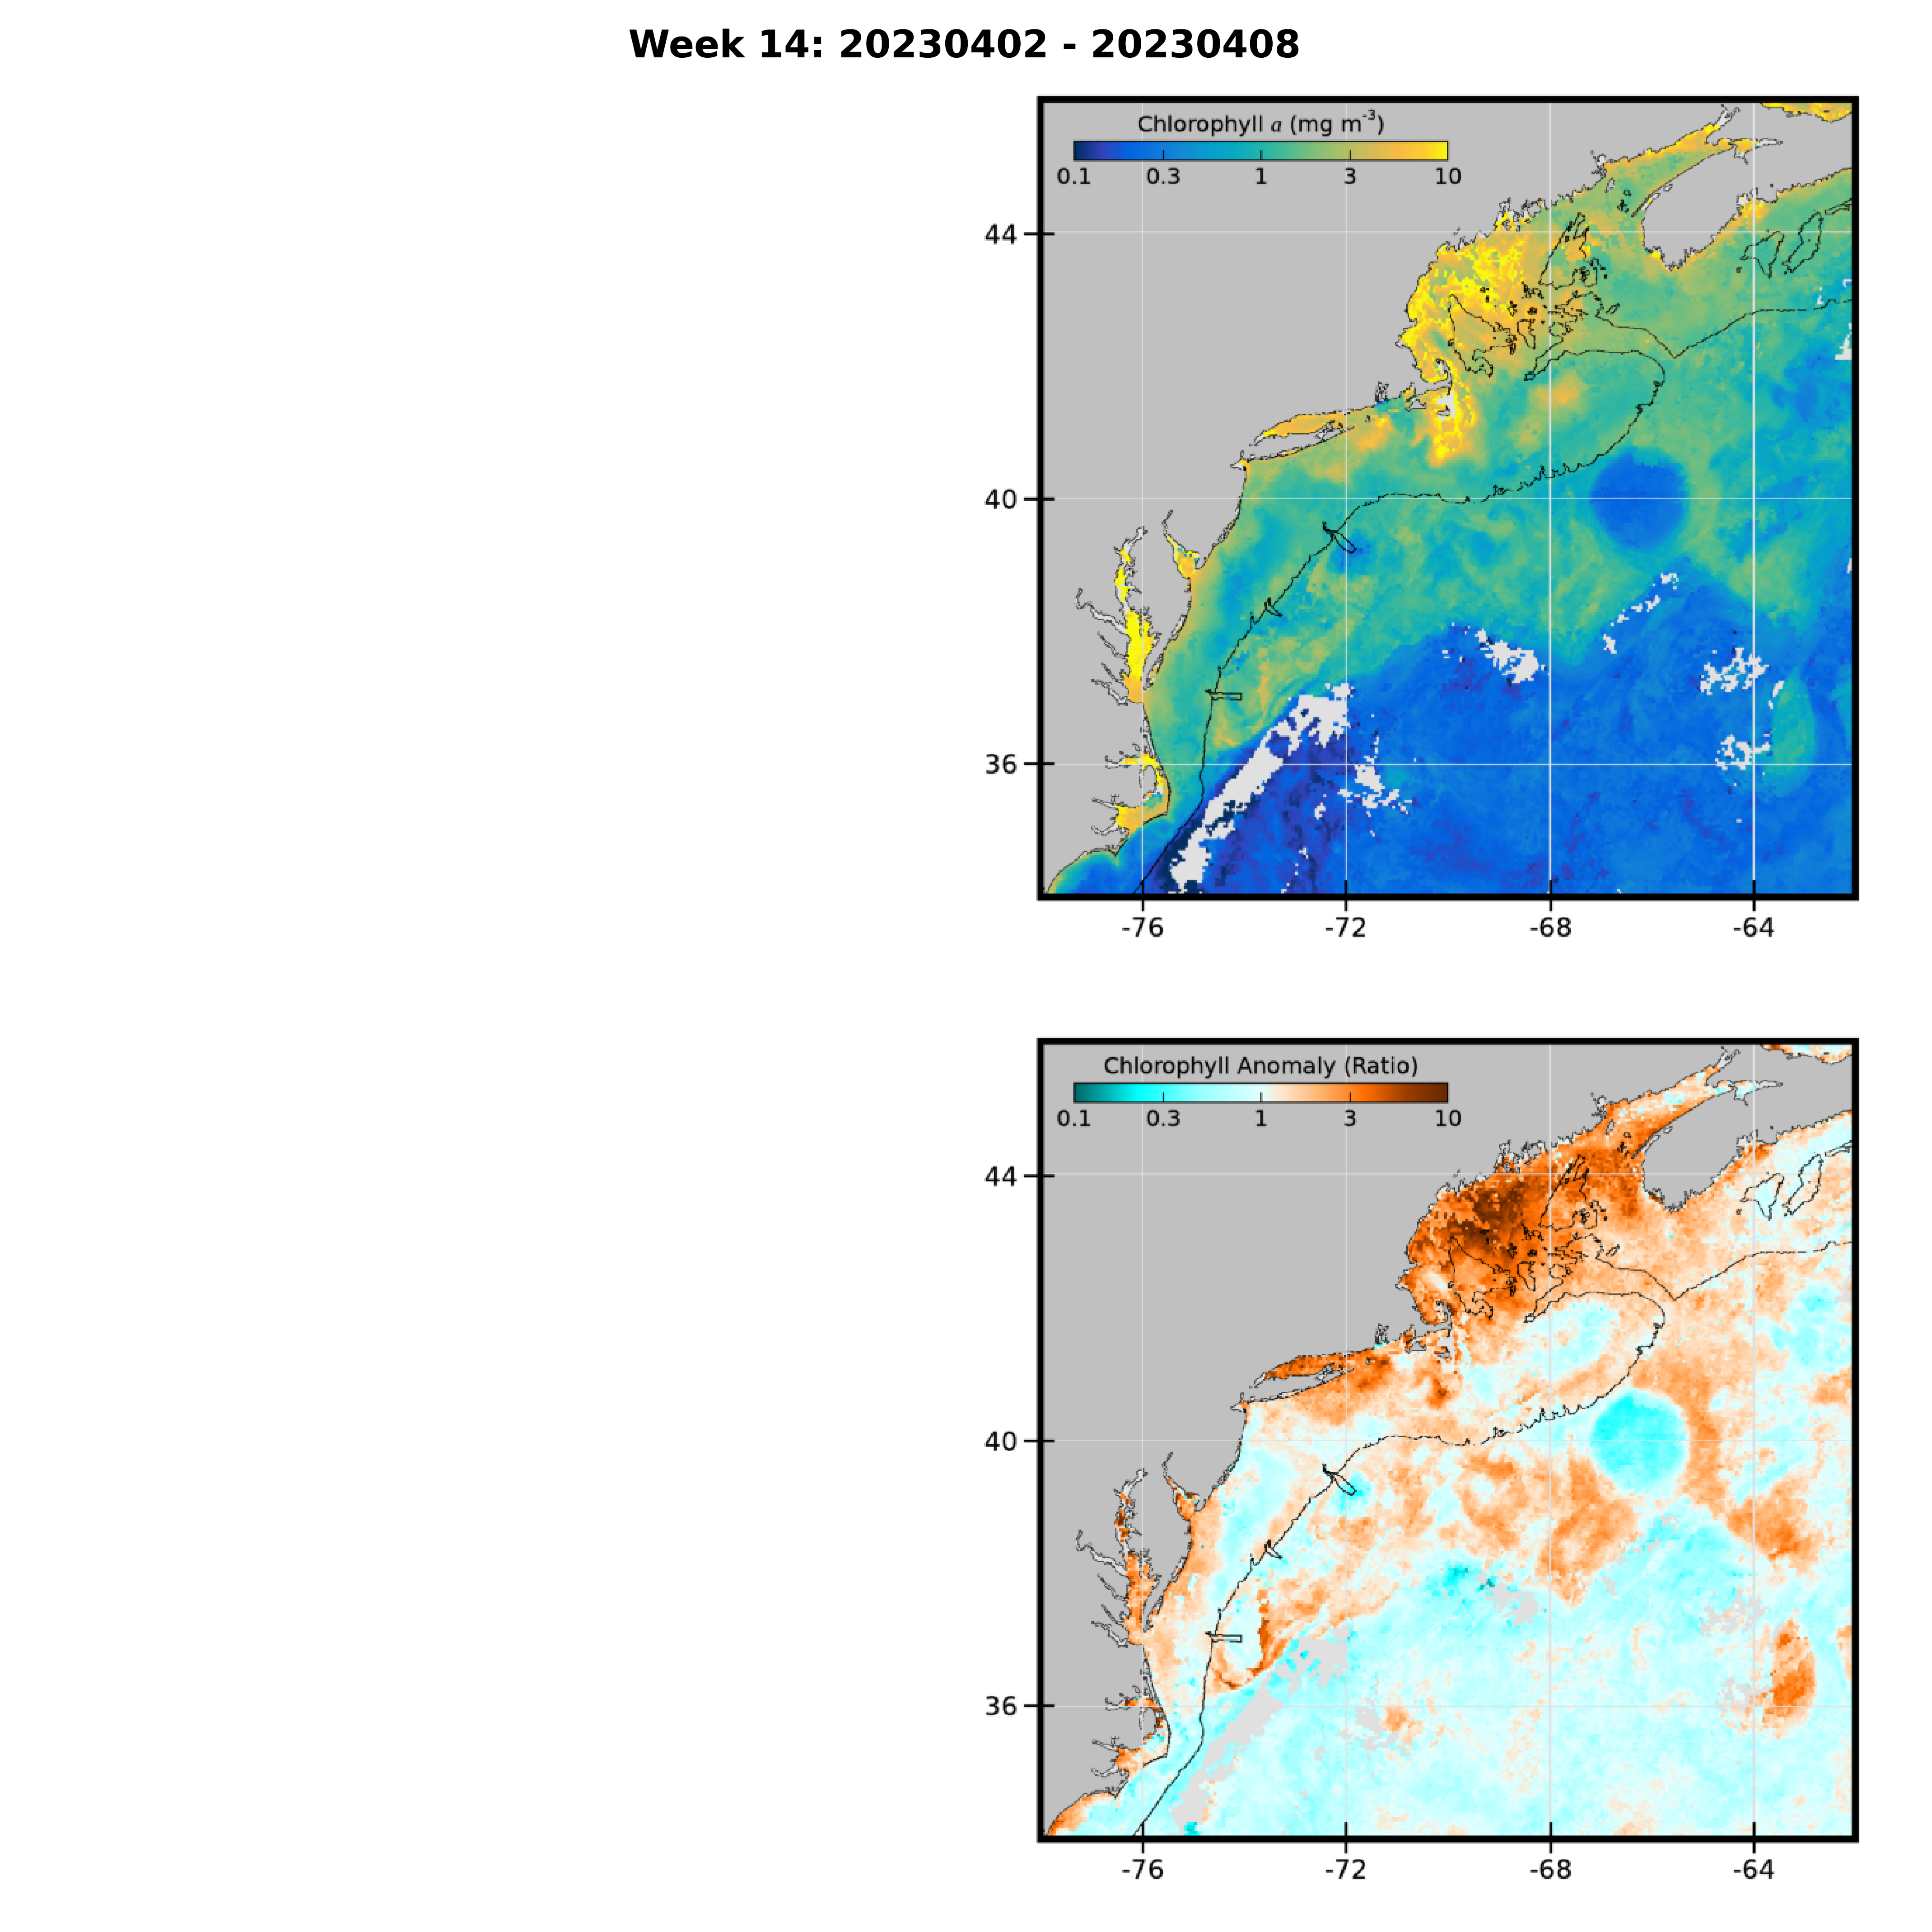 Week 14: 20230402 - 20230408
Chlorophyll a (mg m-3)
0.1 0.3 1 3 10
44
40
36
-76 -72 -68 -64
Chlorophyll Anomaly (Ratio)
0.1 0.3 1 3 10
44
40
36
-76 -72 -68 -64